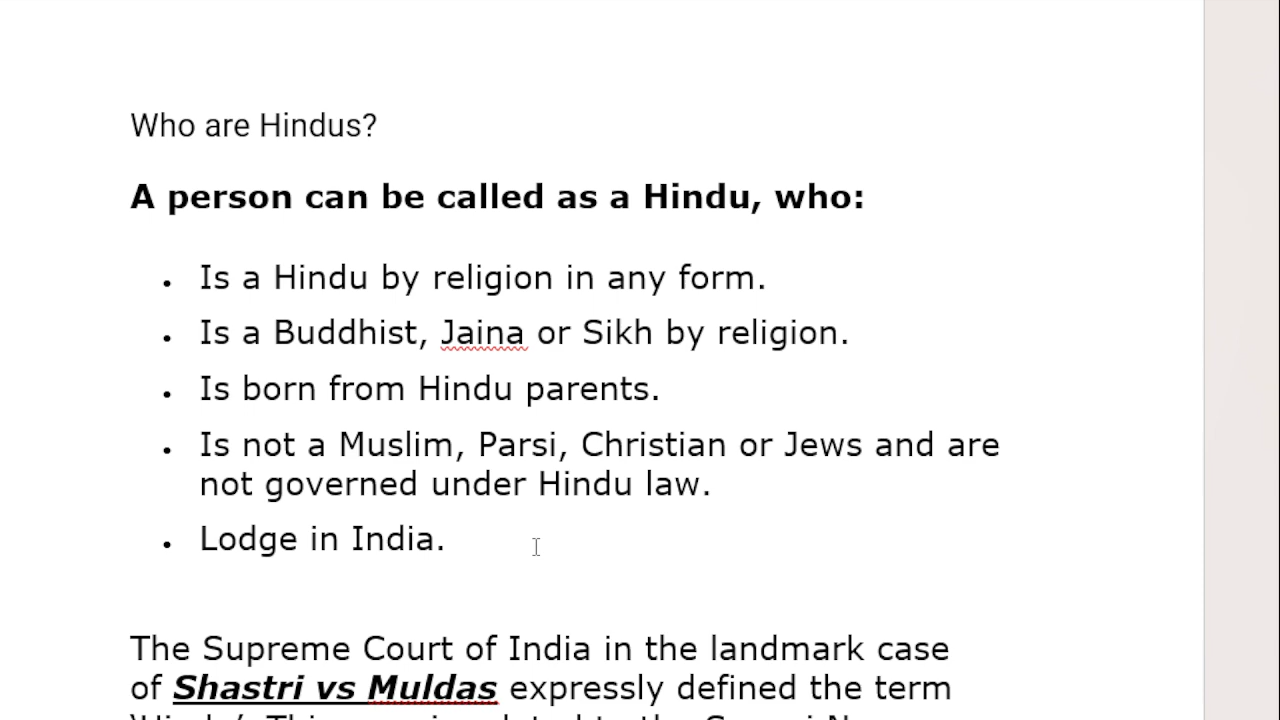 Who are Hindus?
A person can be called as a Hindu, who:
• Is a Hindu by religion in any form.
• Is a Buddhist, Jaina or Sikh by religion.
• Is born from Hindu parents.
• Is not a Muslim, Parsi, Christian or Jews and are
not governed under Hindu law.
• Lodge in India.
The Supreme Court of India in the landmark case
of Shastri vs Muldas expressly defined the term